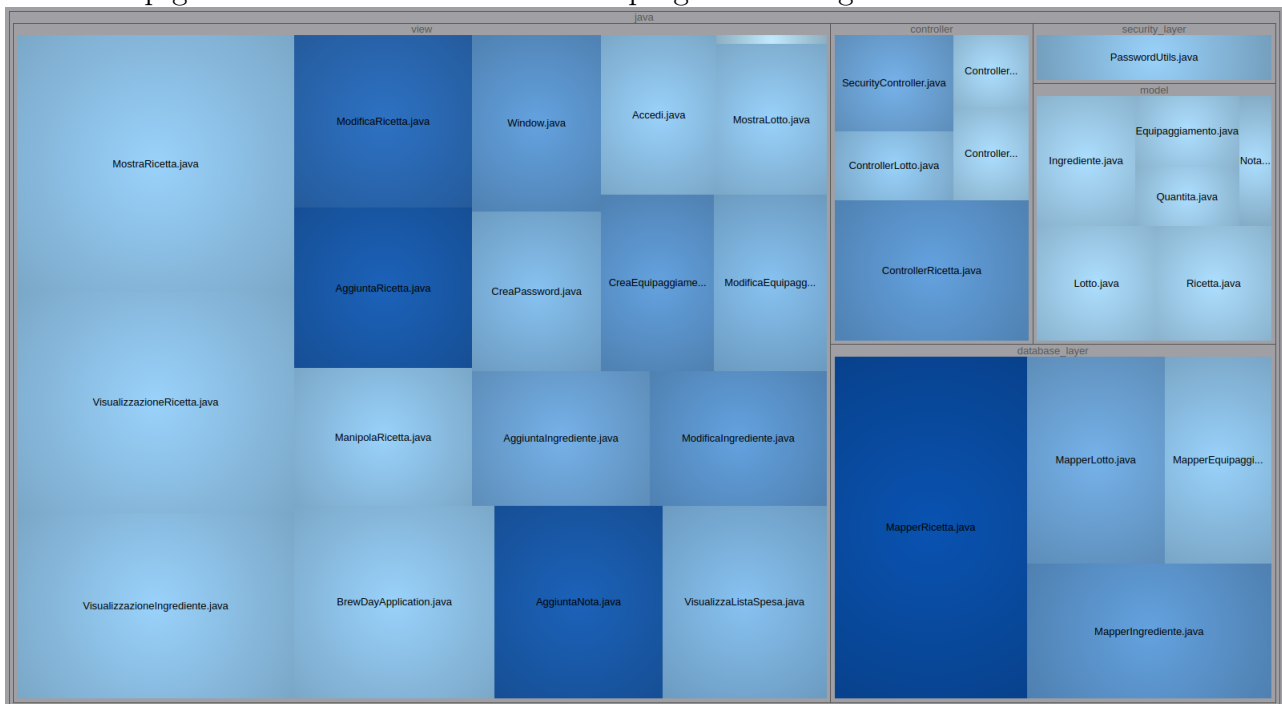 java
view
MostraRicetta.java
VisualizzazioneRicetta.java
VisualizzazioneIngrediente.java
ModificaRicetta.java
AggiuntaRicetta.java
ManipolaRicetta.java
BrewDayApplication.java
Window.java
CreaPassword.java
Accedi.java
MostraLotto.java
CreaEquipaggiame...
ModificaEquipagg...
AggiuntaIngrediente.java
ModificaIngrediente.java
AggiuntaNota.java
VisualizzaListaSpesa.java
controller
SecurityController.java
Controller...
ControllerLotto.java
Controller...
ControllerRicetta.java
security_layer
PasswordUtils.java
model
Ingrediente.java
Equipaggiamento.java
Quantita.java
Nota...
Lotto.java
Ricetta.java
database_layer
MapperRicetta.java
MapperLotto.java
MapperEquipaggi...
MapperIngrediente.java